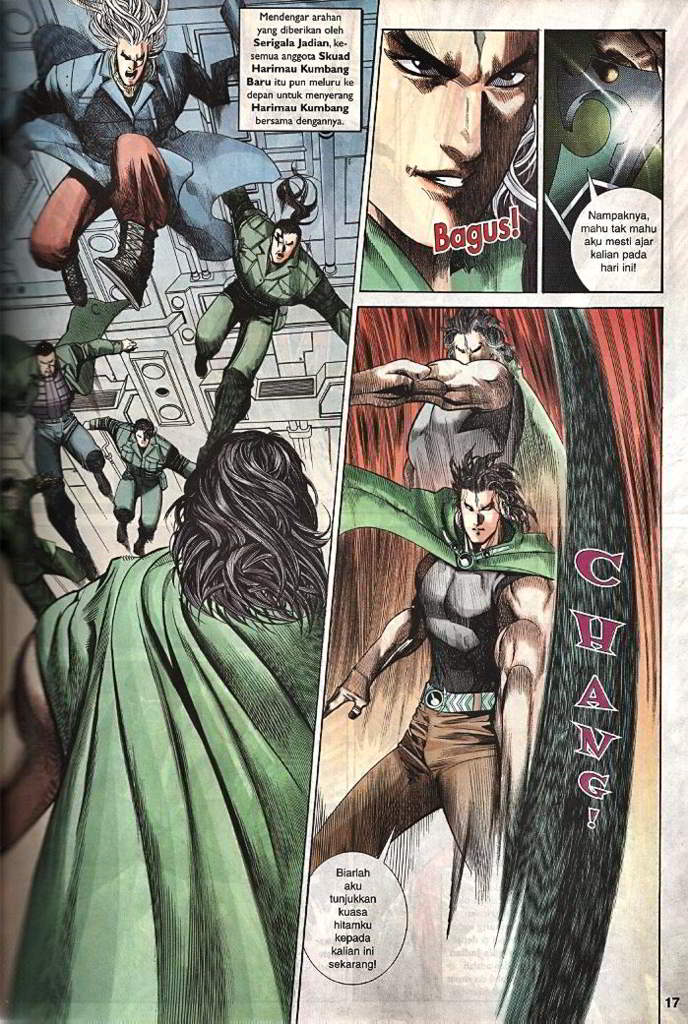 Mendengar arahan
yang diberikan oleh
Serigala Jadian, ke-
semua anggota Skuad
Harimau Kumbang
Baru itu pun meluru ke
depan untuk menyerang
Harimau Kumbang
bersama dengannya.
Bagus!
Nampaknya,
mahu tak mahu
aku mesti ajar
kalian pada
hari ini!
CHANG!
Biarlah
aku
tunjukkan
kuasa
hitamku
kepada
kalian ini
sekarang!
17